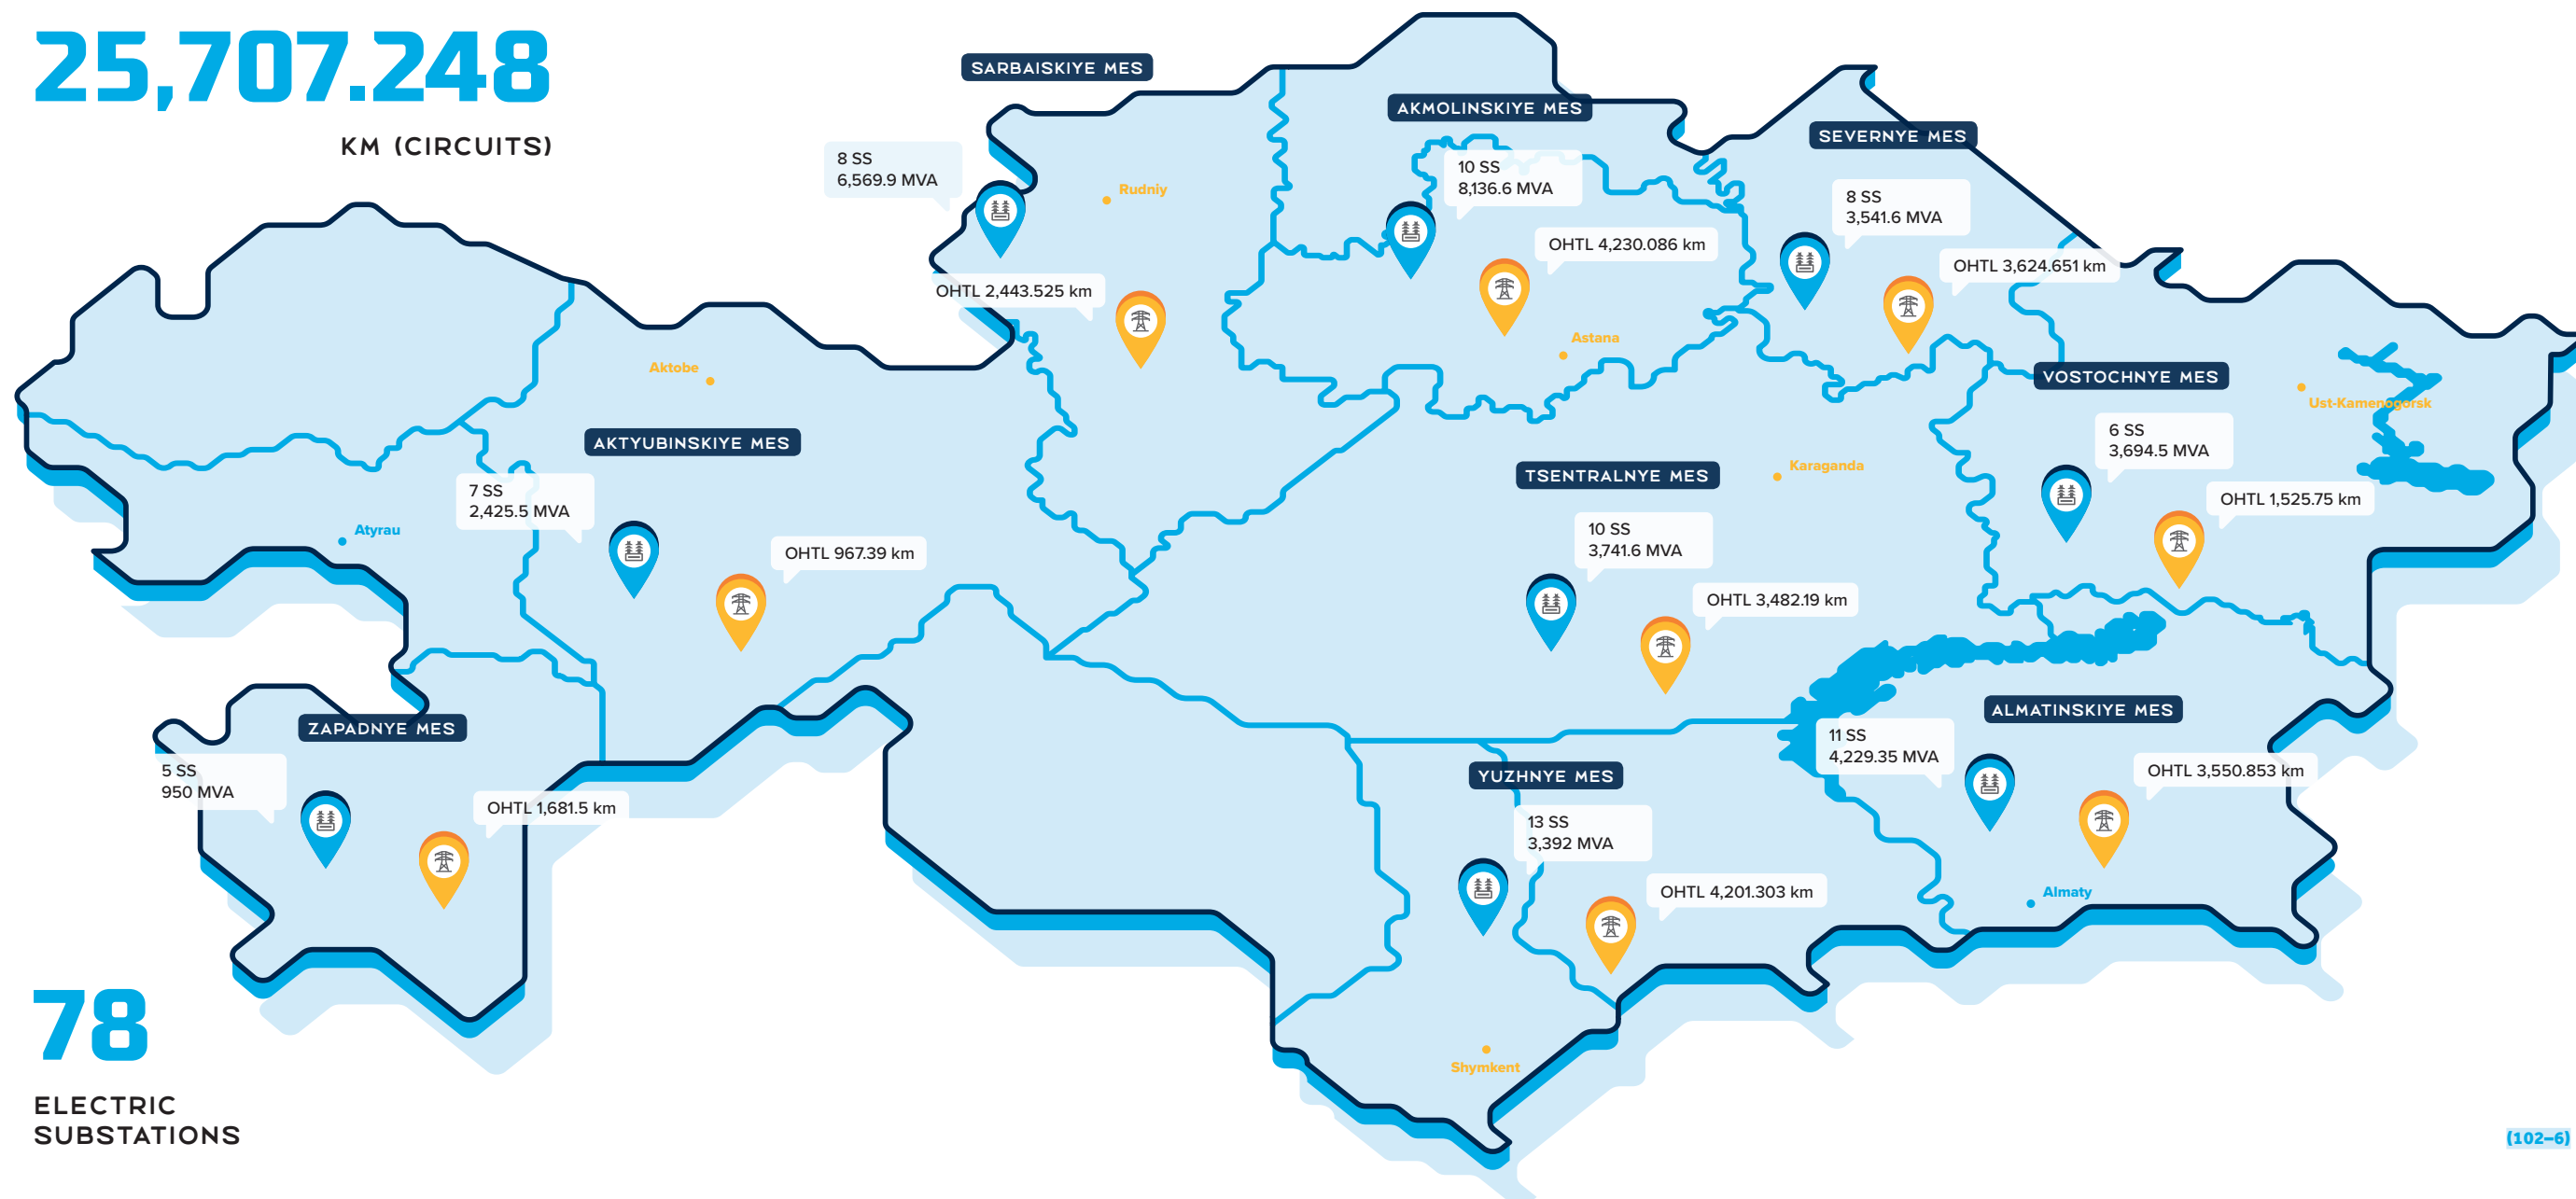 25,707.248
KM (CIRCUITS)
SARBAISKIYE MES
8 SS
6,569.9 MVA
Rudniy
OHTL 2,443.525 km
AKMOLINSKIYE MES
10 SS
8,136.6 MVA
OHTL 4,230.086 km
Astana
SEVERNYE MES
8 SS
3,541.6 MVA
OHTL 3,624.651 km
VOSTOCHNYE MES
Ust-Kamenogorsk
6 SS
3,694.5 MVA
OHTL 1,525.75 km
Aktobe
AKTYUBINSKIYE MES
7 SS
2,425.5 MVA
OHTL 967.39 km
Atyrau
TSENTRALNYE MES
Karaganda
10 SS
3,741.6 MVA
OHTL 3,482.19 km
ZAPADNYE MES
5 SS
950 MVA
OHTL 1,681.5 km
YUZHNYE MES
13 SS
3,392 MVA
OHTL 4,201.303 km
Shymkent
ALMATINSKIYE MES
11 SS
4,229.35 MVA
OHTL 3,550.853 km
Almaty
78
ELECTRIC
SUBSTATIONS
(102–6)